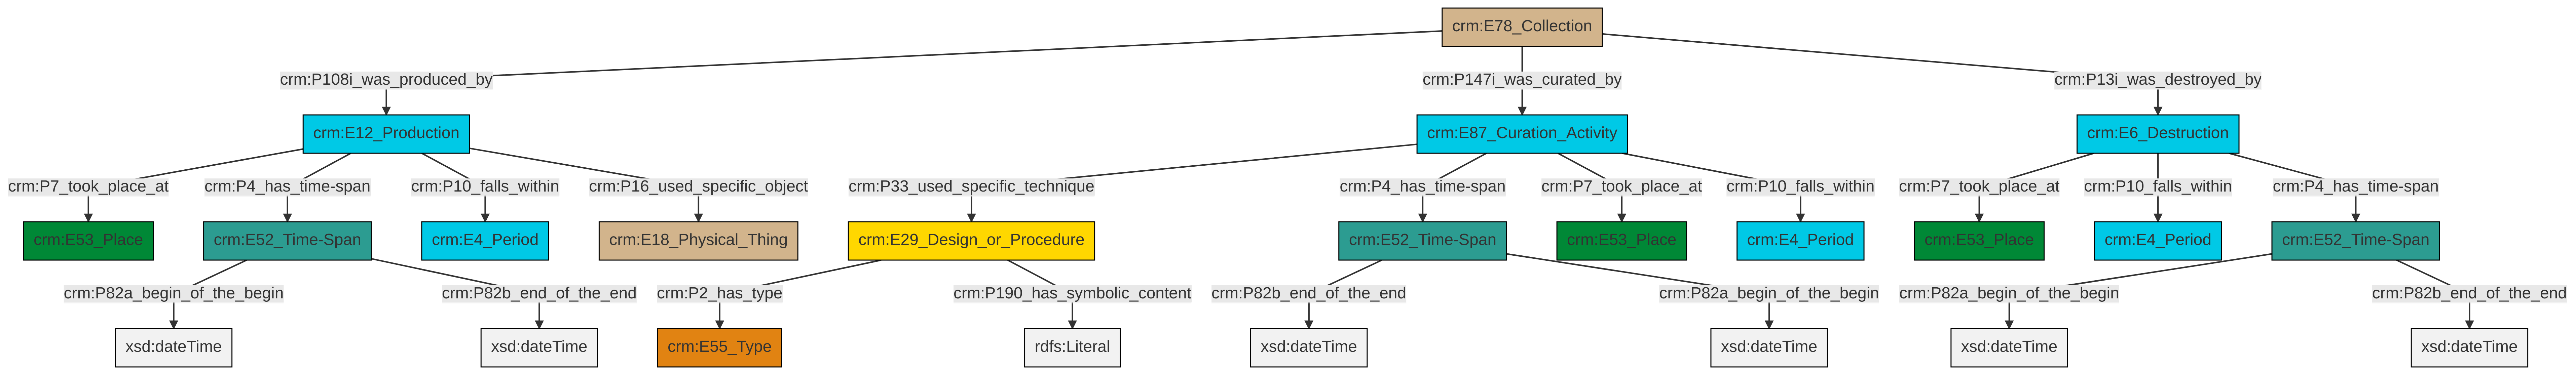 crm:E78_Collection
crm:P108i_was_produced_by
crm:P147i_was_curated_by
crm:P13i_was_destroyed_by
crm:E12_Production
crm:E87_Curation_Activity
crm:E6_Destruction
crm:P7_took_place_at
crm:P4_has_time-span
crm:P10_falls_within
crm:P16_used_specific_object
crm:P33_used_specific_technique
crm:P4_has_time-span
crm:P7_took_place_at
crm:P10_falls_within
crm:P7_took_place_at
crm:P10_falls_within
crm:P4_has_time-span
crm:E53_Place
crm:E52_Time-Span
crm:E4_Period
crm:E18_Physical_Thing
crm:E29_Design_or_Procedure
crm:E52_Time-Span
crm:E53_Place
crm:E4_Period
crm:E53_Place
crm:E4_Period
crm:E52_Time-Span
crm:P82a_begin_of_the_begin
crm:P82b_end_of_the_end
crm:P2_has_type
crm:P190_has_symbolic_content
crm:P82b_end_of_the_end
crm:P82a_begin_of_the_begin
crm:P82a_begin_of_the_begin
crm:P82b_end_of_the_end
xsd:dateTime
xsd:dateTime
crm:E55_Type
rdfs:Literal
xsd:dateTime
xsd:dateTime
xsd:dateTime
xsd:dateTime